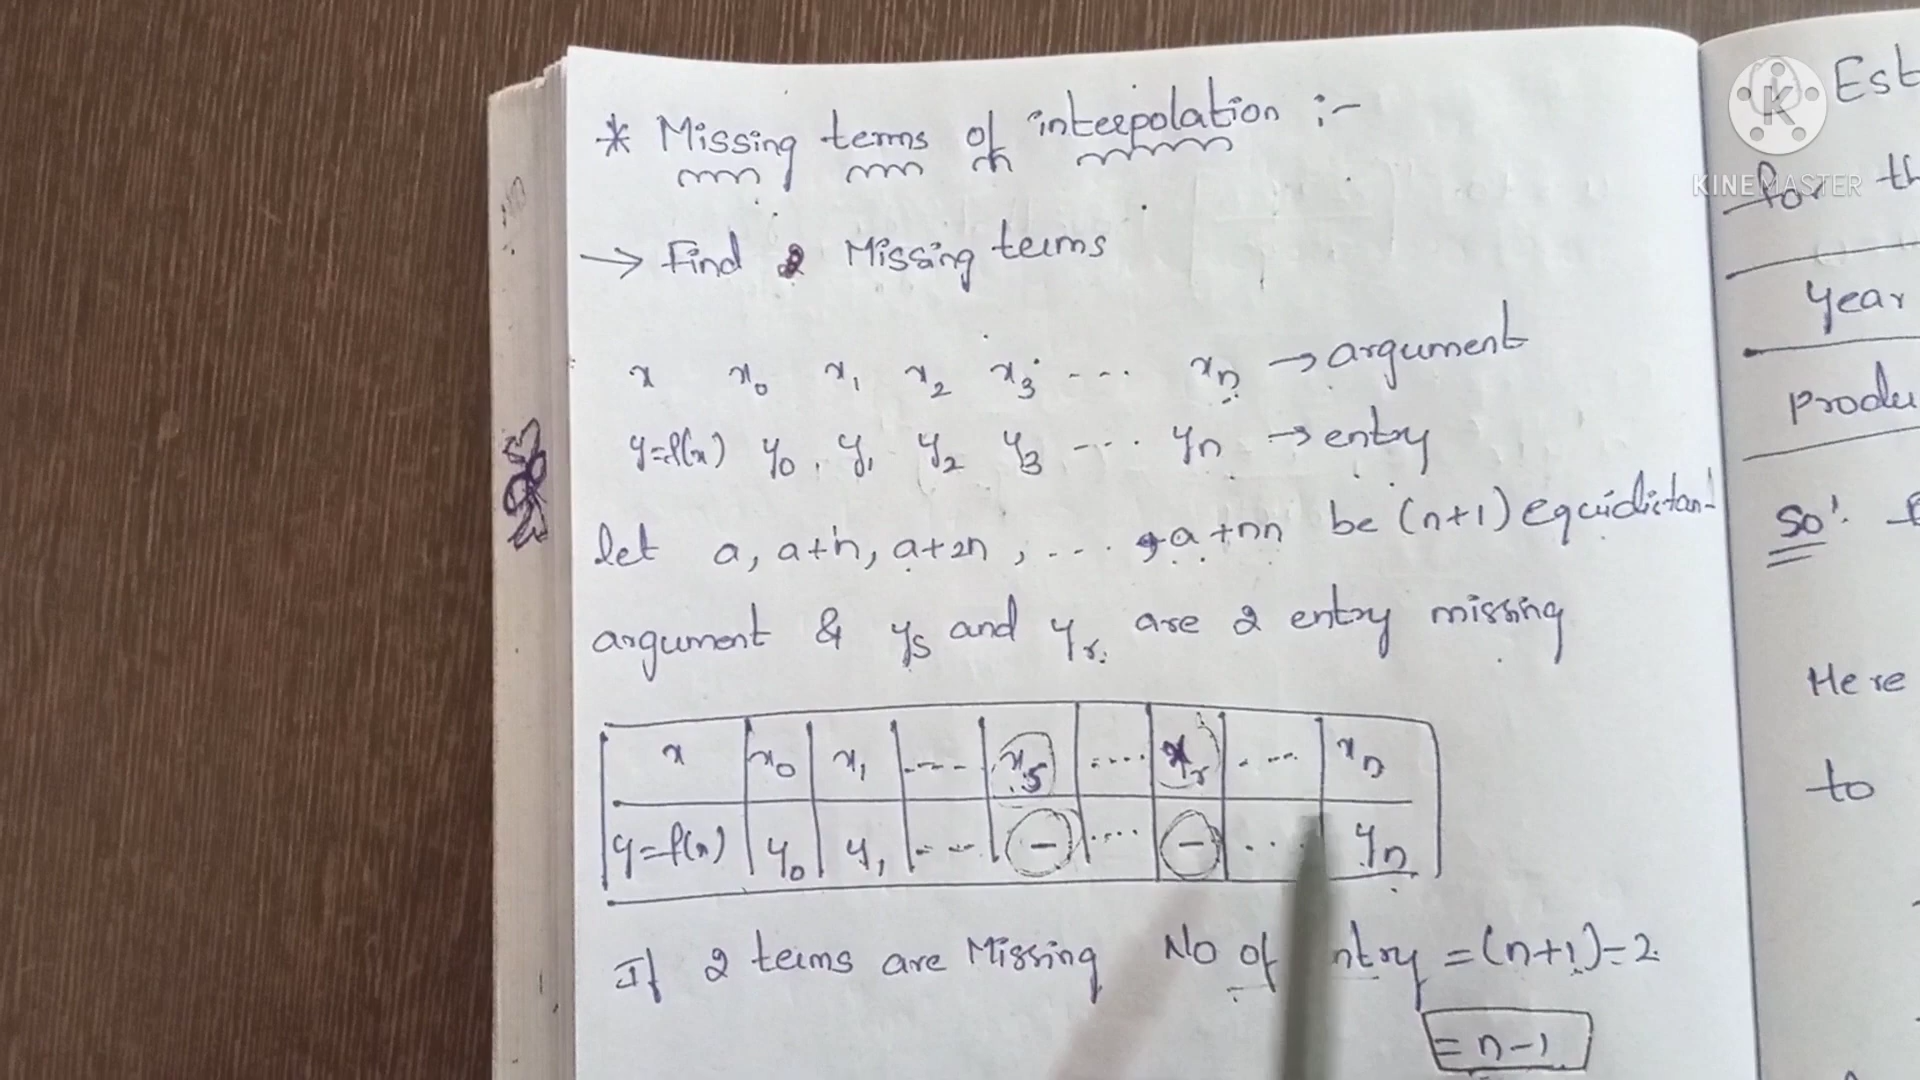 * Missing terms of interpolation :-
→ Find 2 Missing terms
x x₀ x₁ x₂ x₃ ---- xₙ → argument
y=f(x) y₀ y₁ y₂ y₃ ---- yₙ → entry
let a, a+h, a+2h, ---- a+nh be (n+1) equidistant
argument & yₛ and yᵣ are 2 entry missing
x x₀ x₁ ---- xₛ ---- xᵣ ---- xₙ
y=f(x) y₀ y₁ ---- - ---- - ---- yₙ
If 2 terms are Missing No of entry = (n+1)-2
= n-1
Est
for th
Year
Produ
Sol:
Here
to
K
KINEMASTER